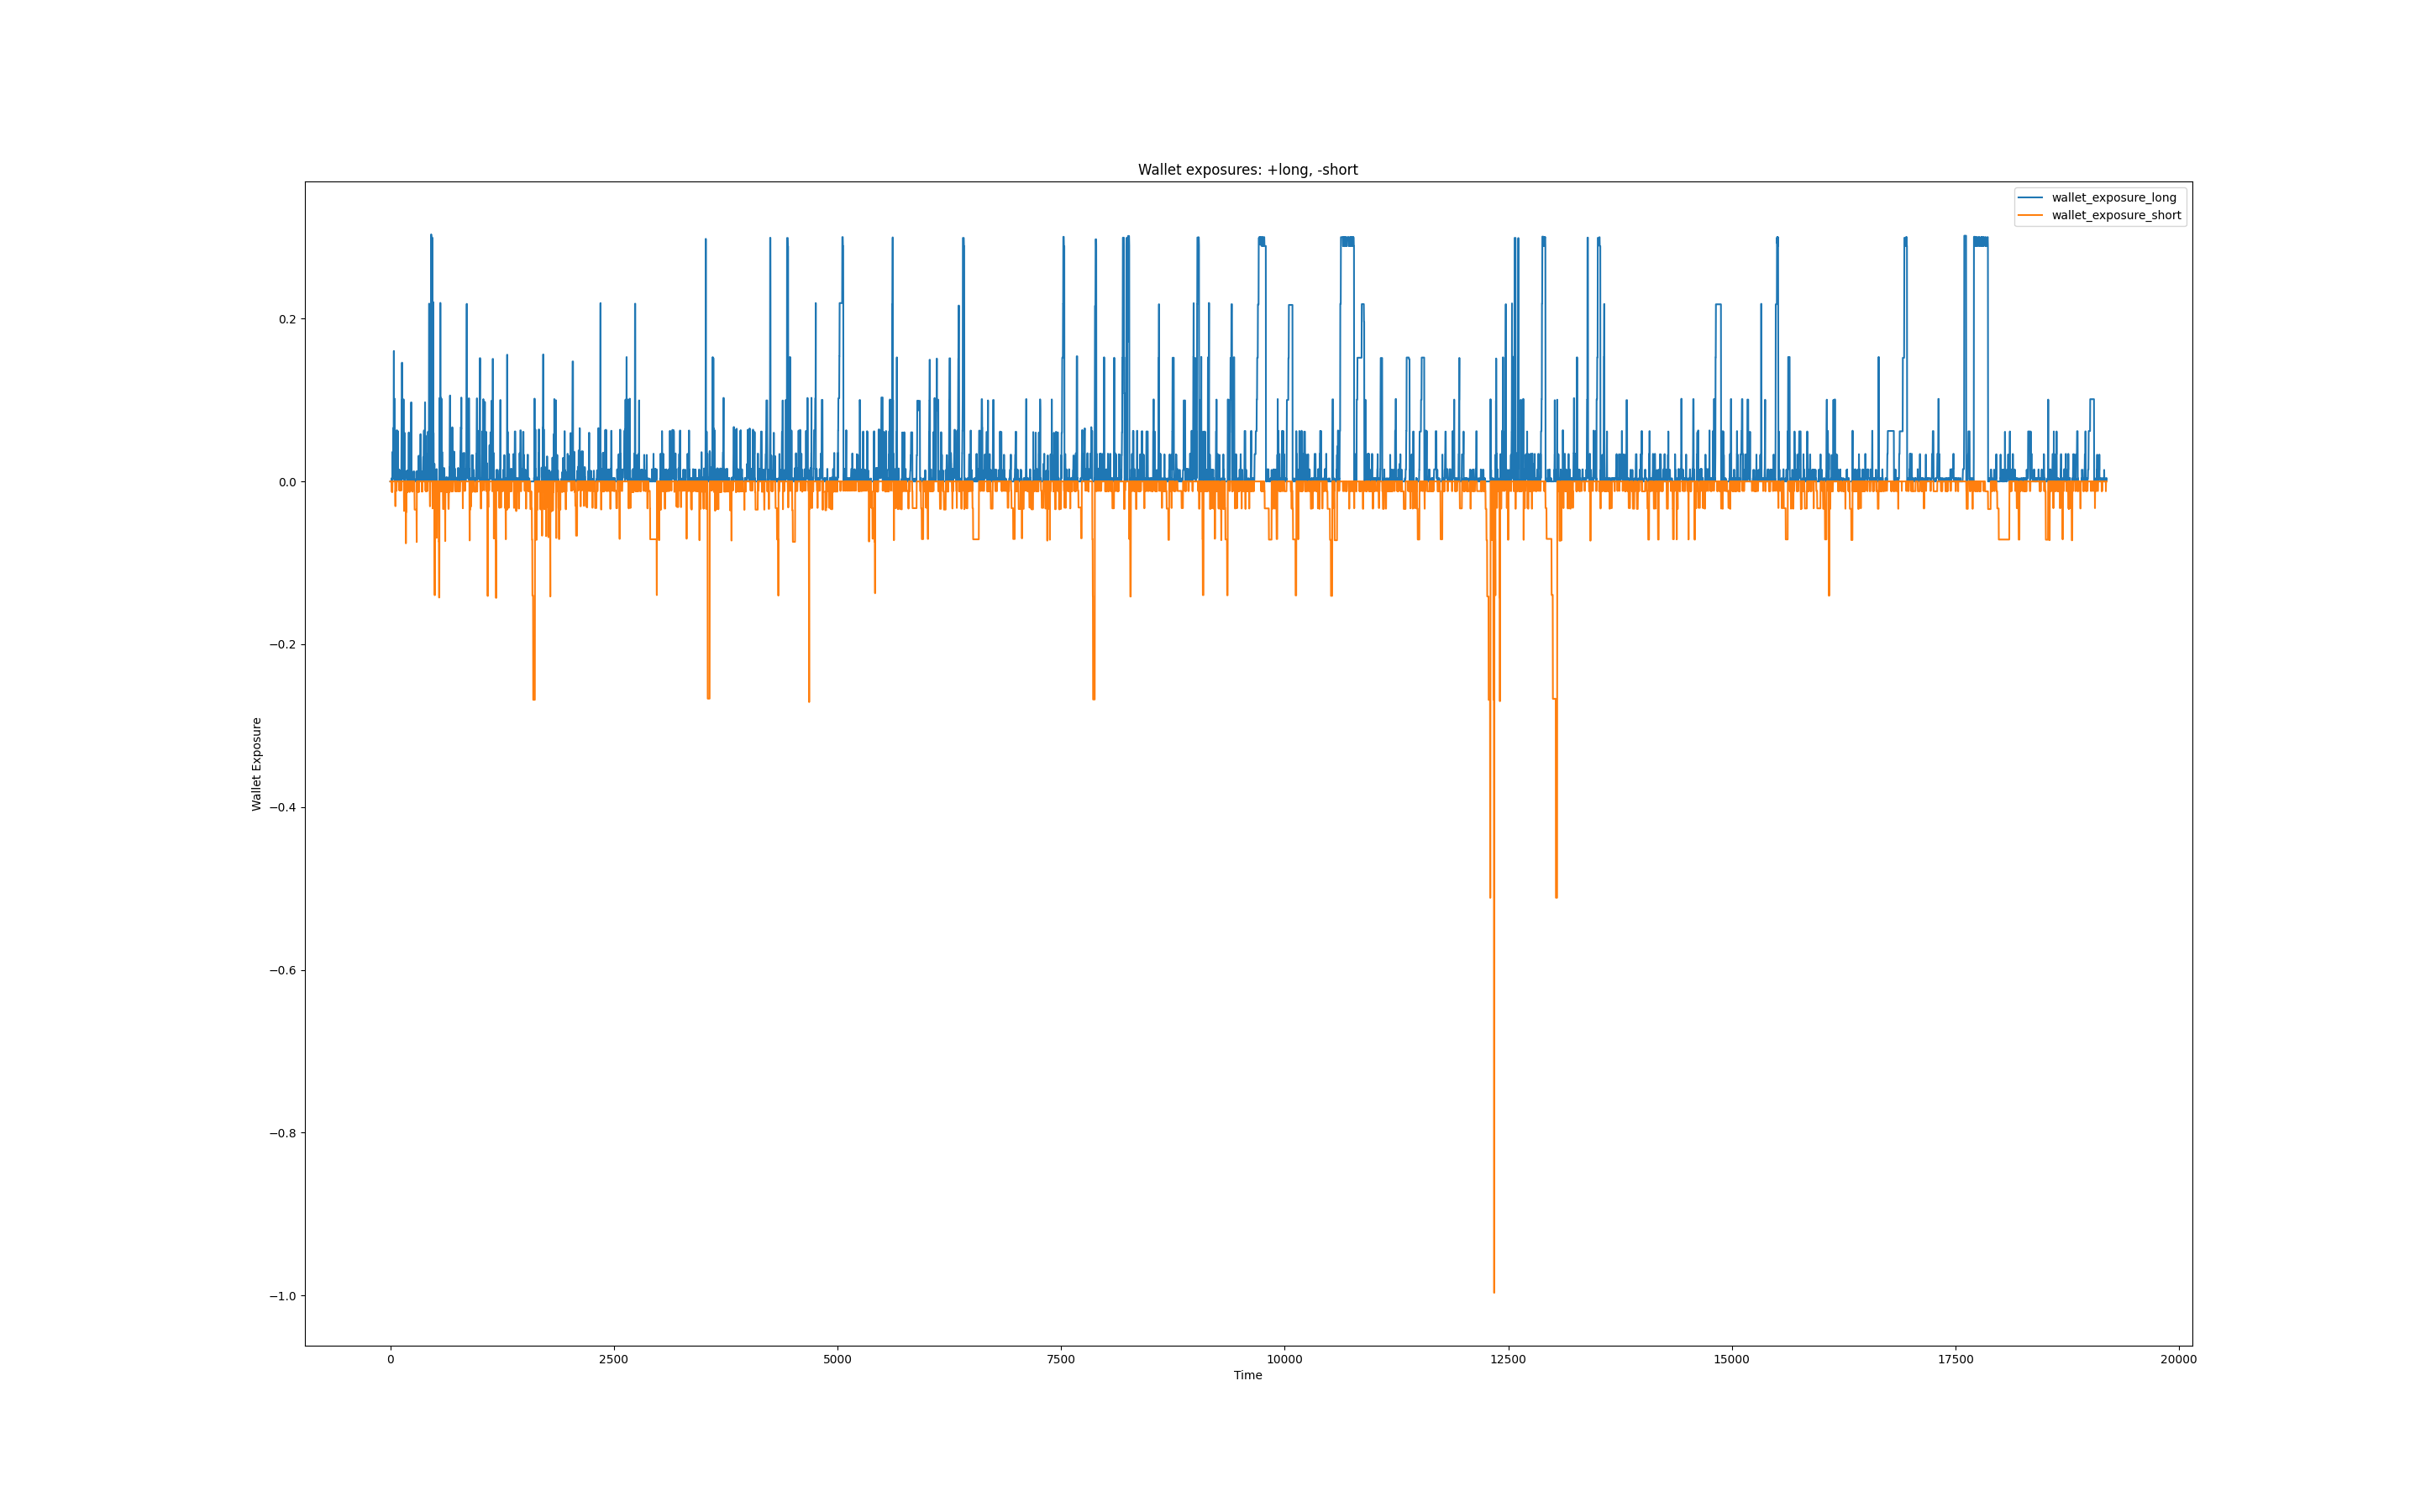 Wallet exposures: +long, -short
wallet_exposure_long
wallet_exposure_short
0.2
0.0
−0.2
−0.4
−0.6
−0.8
−1.0
Wallet Exposure
0 2500 5000 7500 10000 12500 15000 17500 20000
Time